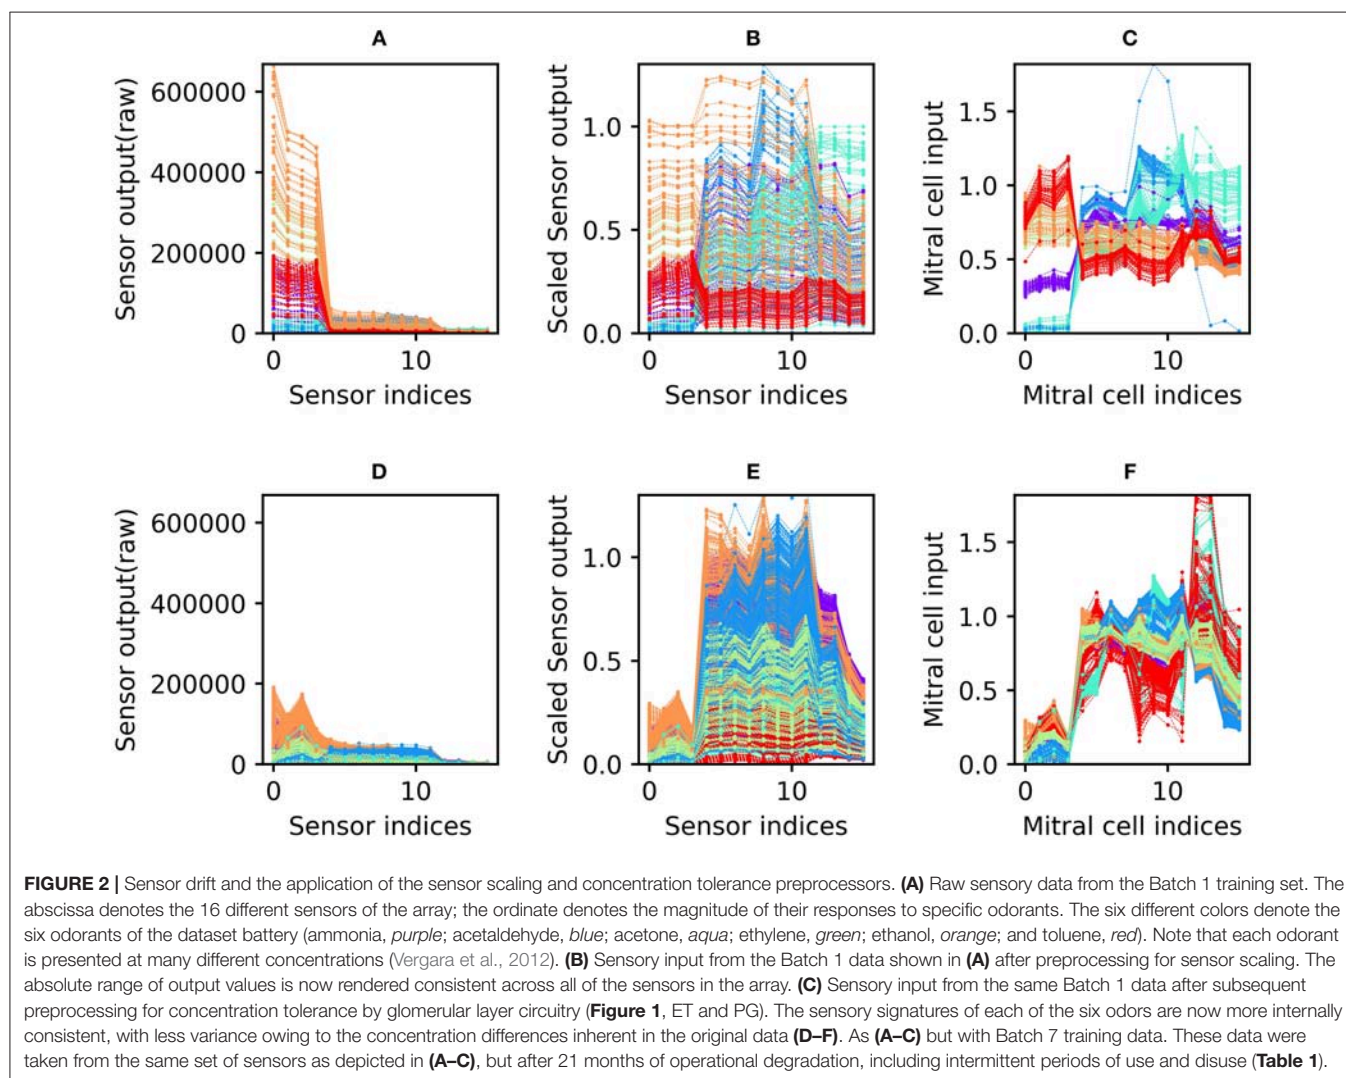 A
Sensor output(raw)
600000
400000
200000
0
0 10
Sensor indices
B
Scaled Sensor output
1.0
0.5
0.0
0 10
Sensor indices
C
Mitral cell input
1.5
1.0
0.5
0.0
0 10
Mitral cell indices
D
Sensor output(raw)
600000
400000
200000
0
0 10
Sensor indices
E
Scaled Sensor output
1.0
0.5
0.0
0 10
Sensor indices
F
Mitral cell input
1.5
1.0
0.5
0.0
0 10
Mitral cell indices
FIGURE 2 | Sensor drift and the application of the sensor scaling and concentration tolerance preprocessors. (A) Raw sensory data from the Batch 1 training set. The
abscissa denotes the 16 different sensors of the array; the ordinate denotes the magnitude of their responses to specific odorants. The six different colors denote the
six odorants of the dataset battery (ammonia, purple; acetaldehyde, blue; acetone, aqua; ethylene, green; ethanol, orange; and toluene, red). Note that each odorant
is presented at many different concentrations (Vergara et al., 2012). (B) Sensory input from the Batch 1 data shown in (A) after preprocessing for sensor scaling. The
absolute range of output values is now rendered consistent across all of the sensors in the array. (C) Sensory input from the same Batch 1 data after subsequent
preprocessing for concentration tolerance by glomerular layer circuitry (Figure 1, ET and PG). The sensory signatures of each of the six odors are now more internally
consistent, with less variance owing to the concentration differences inherent in the original data (D–F). As (A–C) but with Batch 7 training data. These data were
taken from the same set of sensors as depicted in (A–C), but after 21 months of operational degradation, including intermittent periods of use and disuse (Table 1).